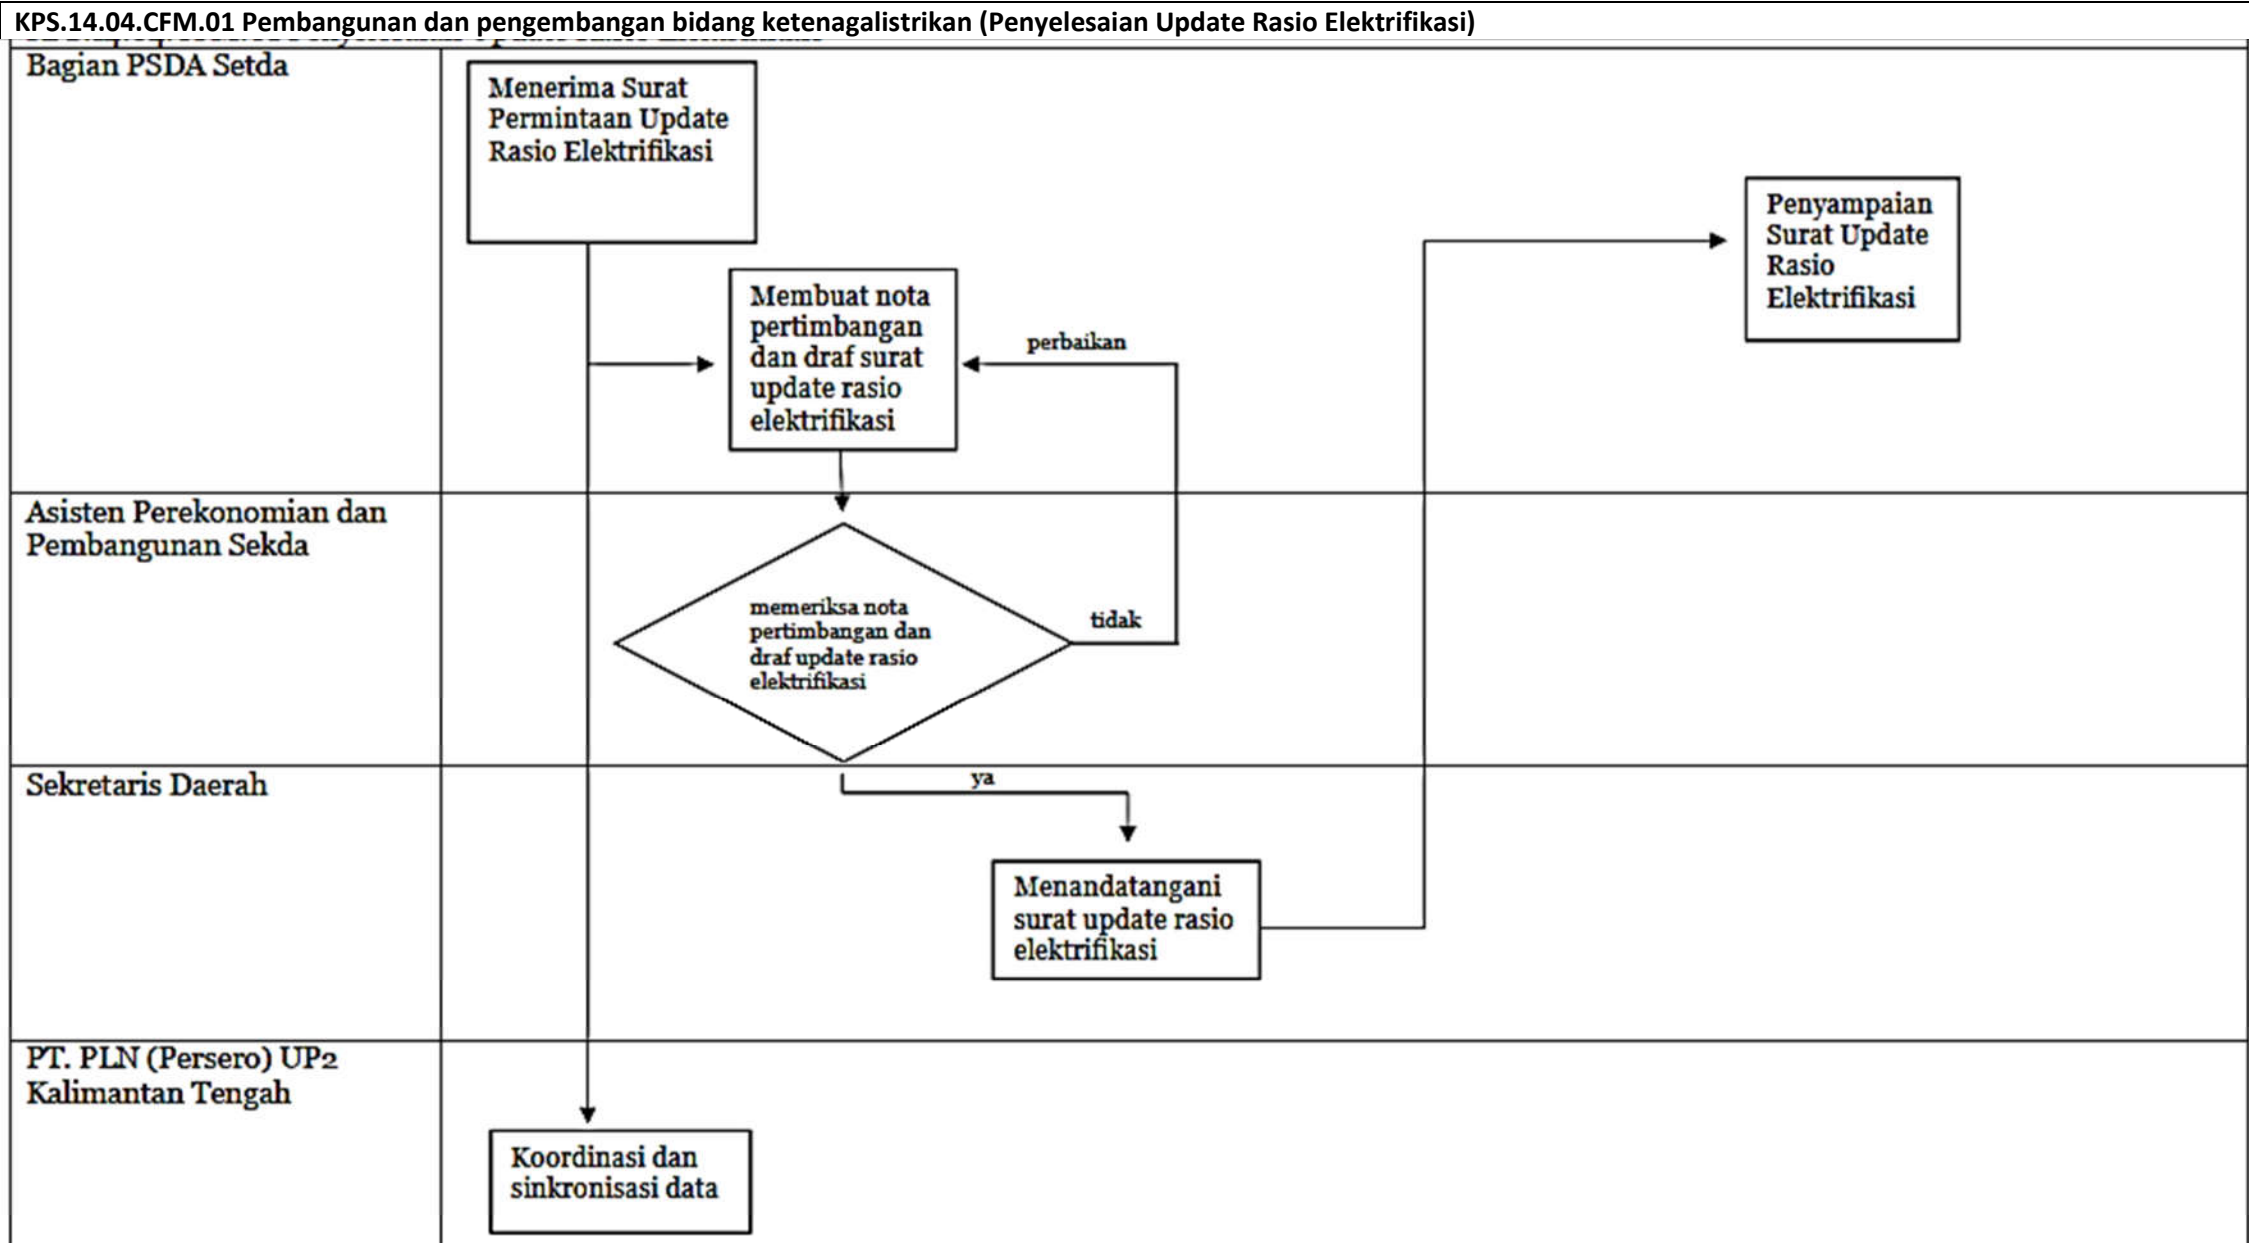 KPS.14.04.CFM.01 Pembangunan dan pengembangan bidang ketenagalistrikan (Penyelesaian Update Rasio Elektrifikasi)
Bagian PSDA Setda
Menerima Surat
Permintaan Update
Rasio Elektrifikasi
Penyampaian
Surat Update
Rasio
Elektrifikasi
Membuat nota
pertimbangan
dan draf surat
update rasio
elektrifikasi
perbaikan
Asisten Perekonomian dan
Pembangunan Sekda
memeriksa nota
pertimbangan dan
draf update rasio
elektrifikasi
tidak
Sekretaris Daerah
ya
Menandatangani
surat update rasio
elektrifikasi
PT. PLN (Persero) UP2
Kalimantan Tengah
Koordinasi dan
sinkronisasi data